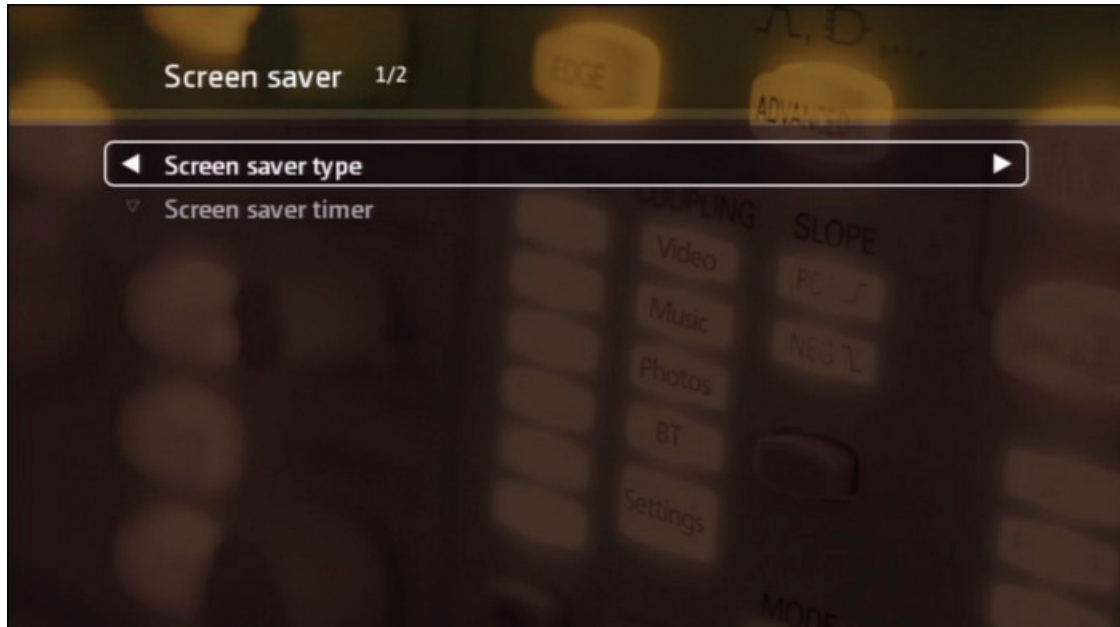 Screen saver 1/2
EDGE
ADVANCED
Screen saver type
Screen saver timer
COUPLING
SLOPE
Video
Music
NEG
Photos
BT
Settings
MODE